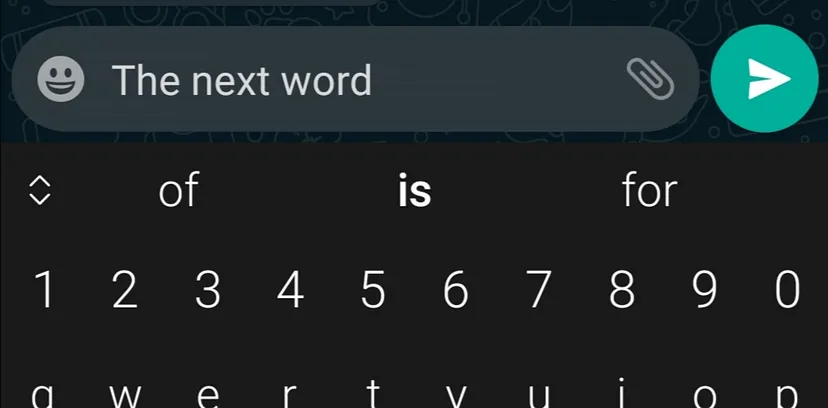 The next word
of is for
1 2 3 4 5 6 7 8 9 0
q w e r t y u i o p